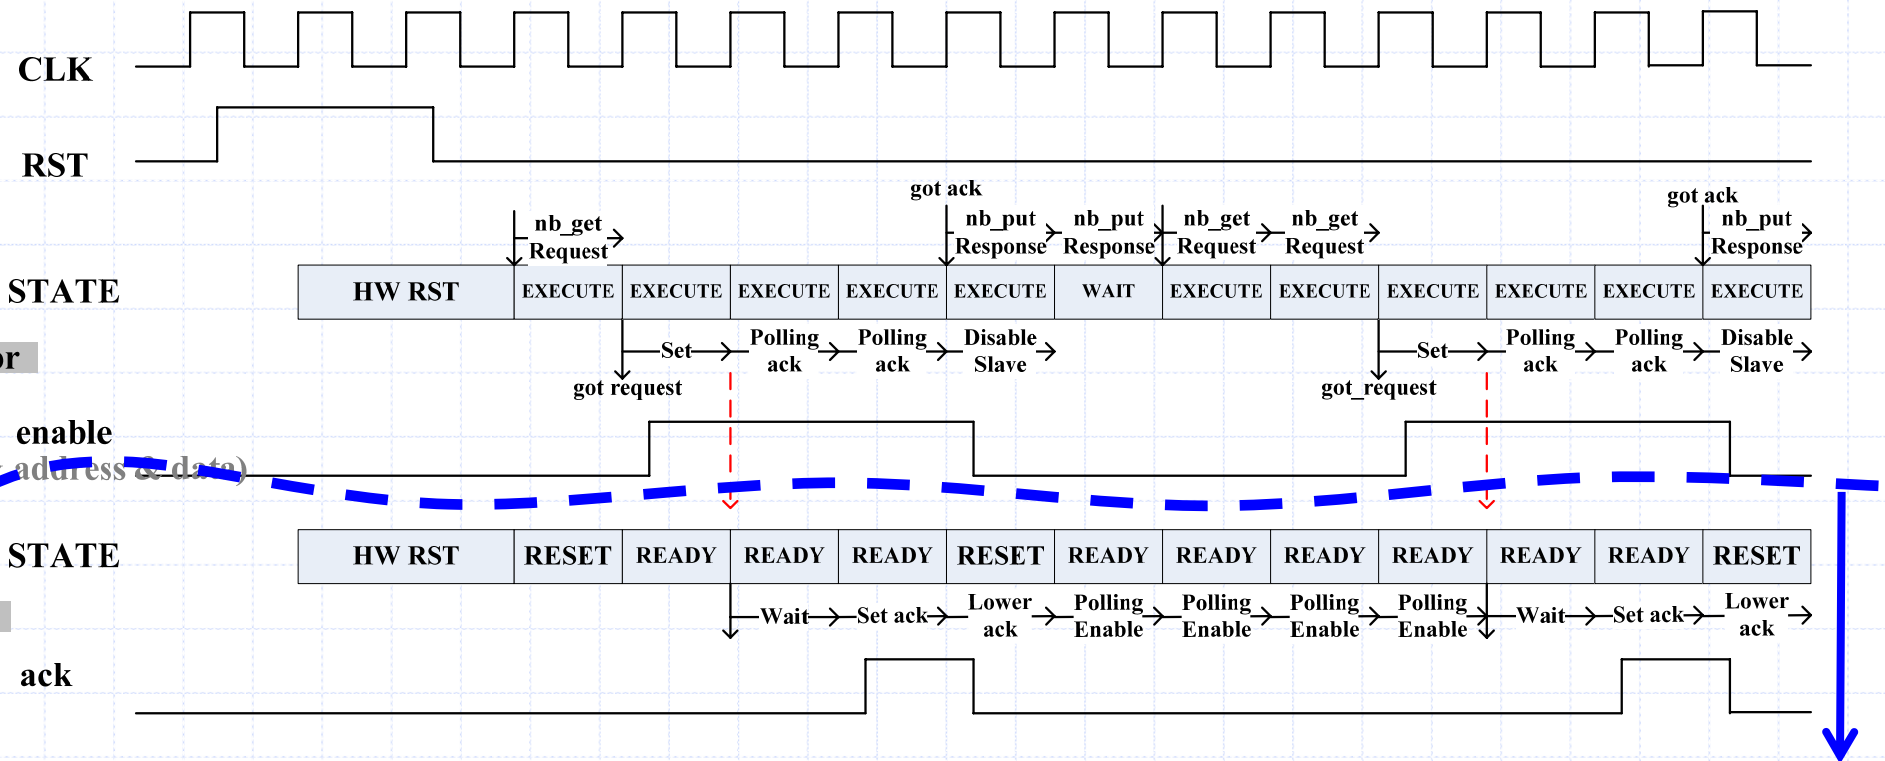 CLK
RST
got ack
got ack
nb_get
Request
nb_put
Response
nb_put
Response
nb_get
Request
nb_get
Request
nb_put
Response
STATE
HW RST
EXECUTE
EXECUTE
EXECUTE
EXECUTE
EXECUTE
WAIT
EXECUTE
EXECUTE
EXECUTE
EXECUTE
EXECUTE
EXECUTE
or
Set
Polling
ack
Polling
ack
Disable
Slave
Set
Polling
ack
Polling
ack
Disable
Slave
got request
got_request
enable
address & data)
STATE
HW RST
RESET
READY
READY
READY
RESET
READY
READY
READY
READY
READY
READY
RESET
Wait
Set ack
Lower
ack
Polling
Enable
Polling
Enable
Polling
Enable
Polling
Enable
Wait
Set ack
Lower
ack
ack